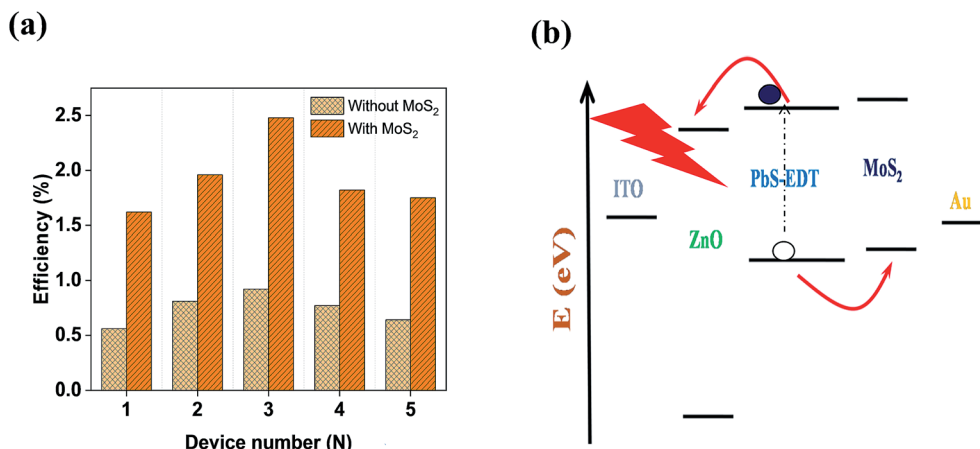 (a)
Efficiency (%)
2.5
2.0
1.5
1.0
0.5
0.0
Without MoS₂
With MoS₂
1 2 3 4 5
Device number (N)
(b)
E (eV)
ITO
ZnO
PbS-EDT
MoS₂
Au